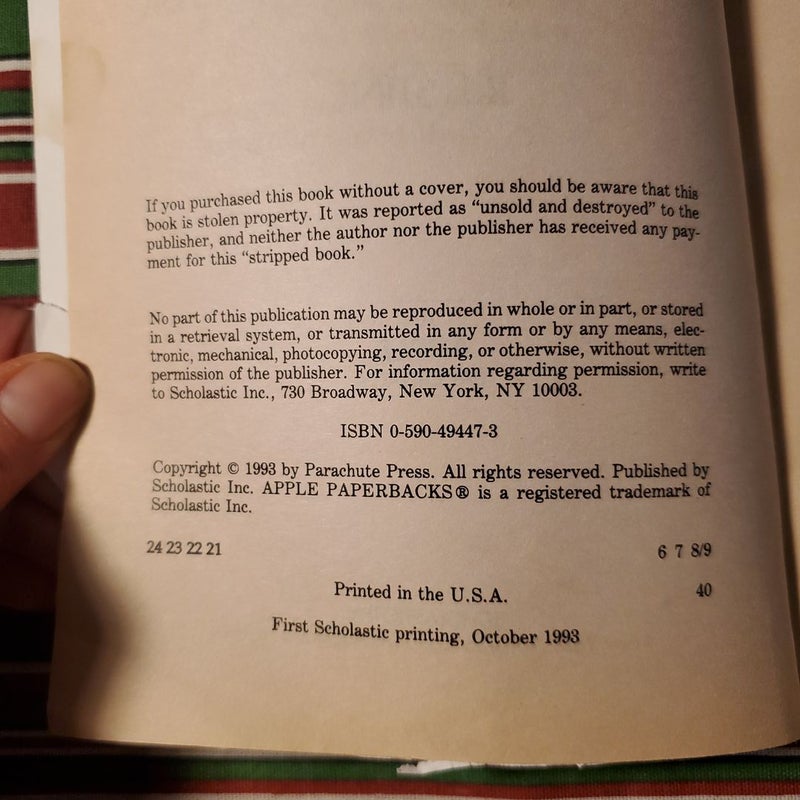 If you purchased this book without a cover, you should be aware that this
book is stolen property. It was reported as “unsold and destroyed” to the
publisher, and neither the author nor the publisher has received any pay-
ment for this “stripped book.”
No part of this publication may be reproduced in whole or in part, or stored
in a retrieval system, or transmitted in any form or by any means, elec-
tronic, mechanical, photocopying, recording, or otherwise, without written
permission of the publisher. For information regarding permission, write
to Scholastic Inc., 730 Broadway, New York, NY 10003.
ISBN 0-590-49447-3
Copyright © 1993 by Parachute Press. All rights reserved. Published by
Scholastic Inc. APPLE PAPERBACKS® is a registered trademark of
Scholastic Inc.
24 23 22 21 6 7 8/9
Printed in the U.S.A. 40
First Scholastic printing, October 1993